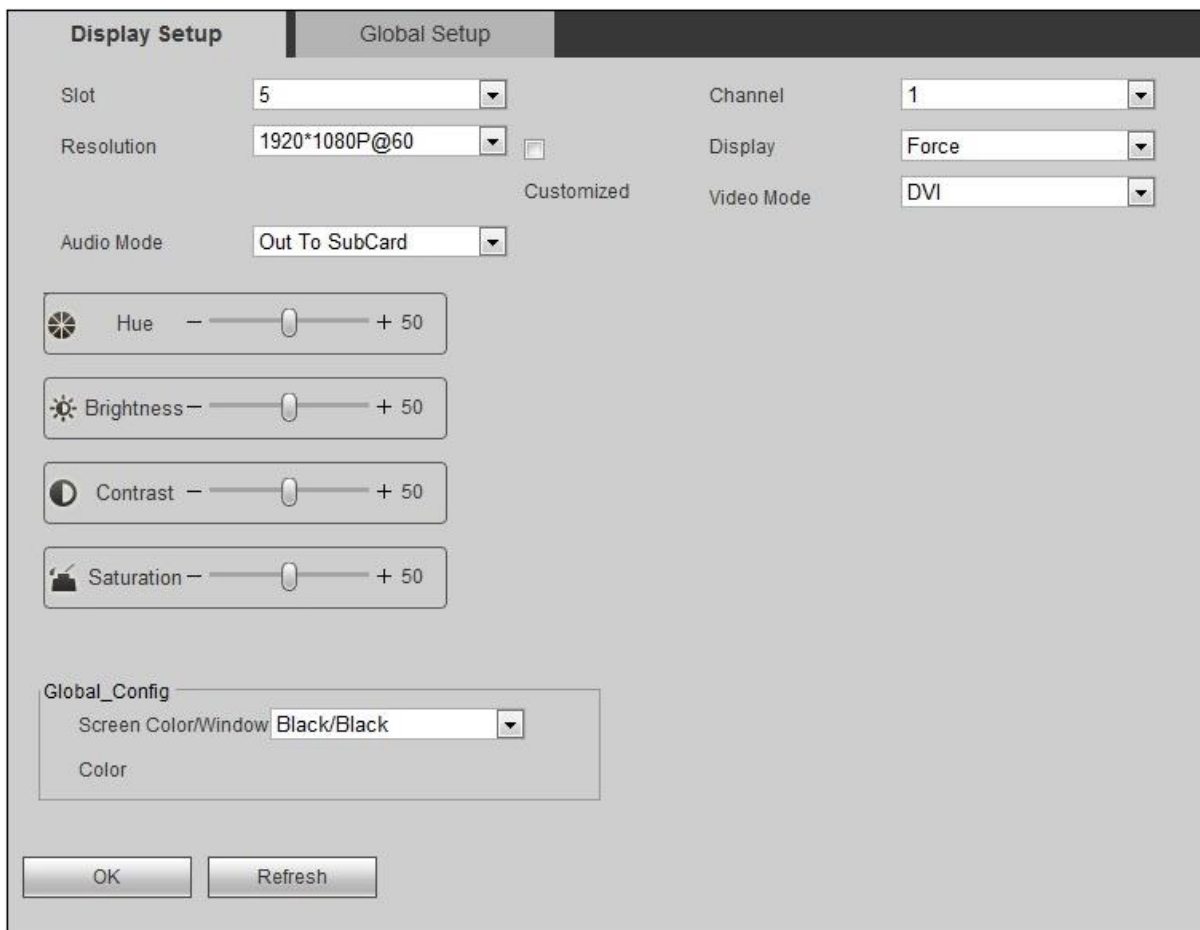 Display Setup
Global Setup
Slot
5
Channel
1
Resolution
1920*1080P@60
Customized
Display
Force
Video Mode
DVI
Audio Mode
Out To SubCard
Hue − + 50
Brightness − + 50
Contrast − + 50
Saturation − + 50
Global_Config
Screen Color/Window
Color
Black/Black
OK
Refresh